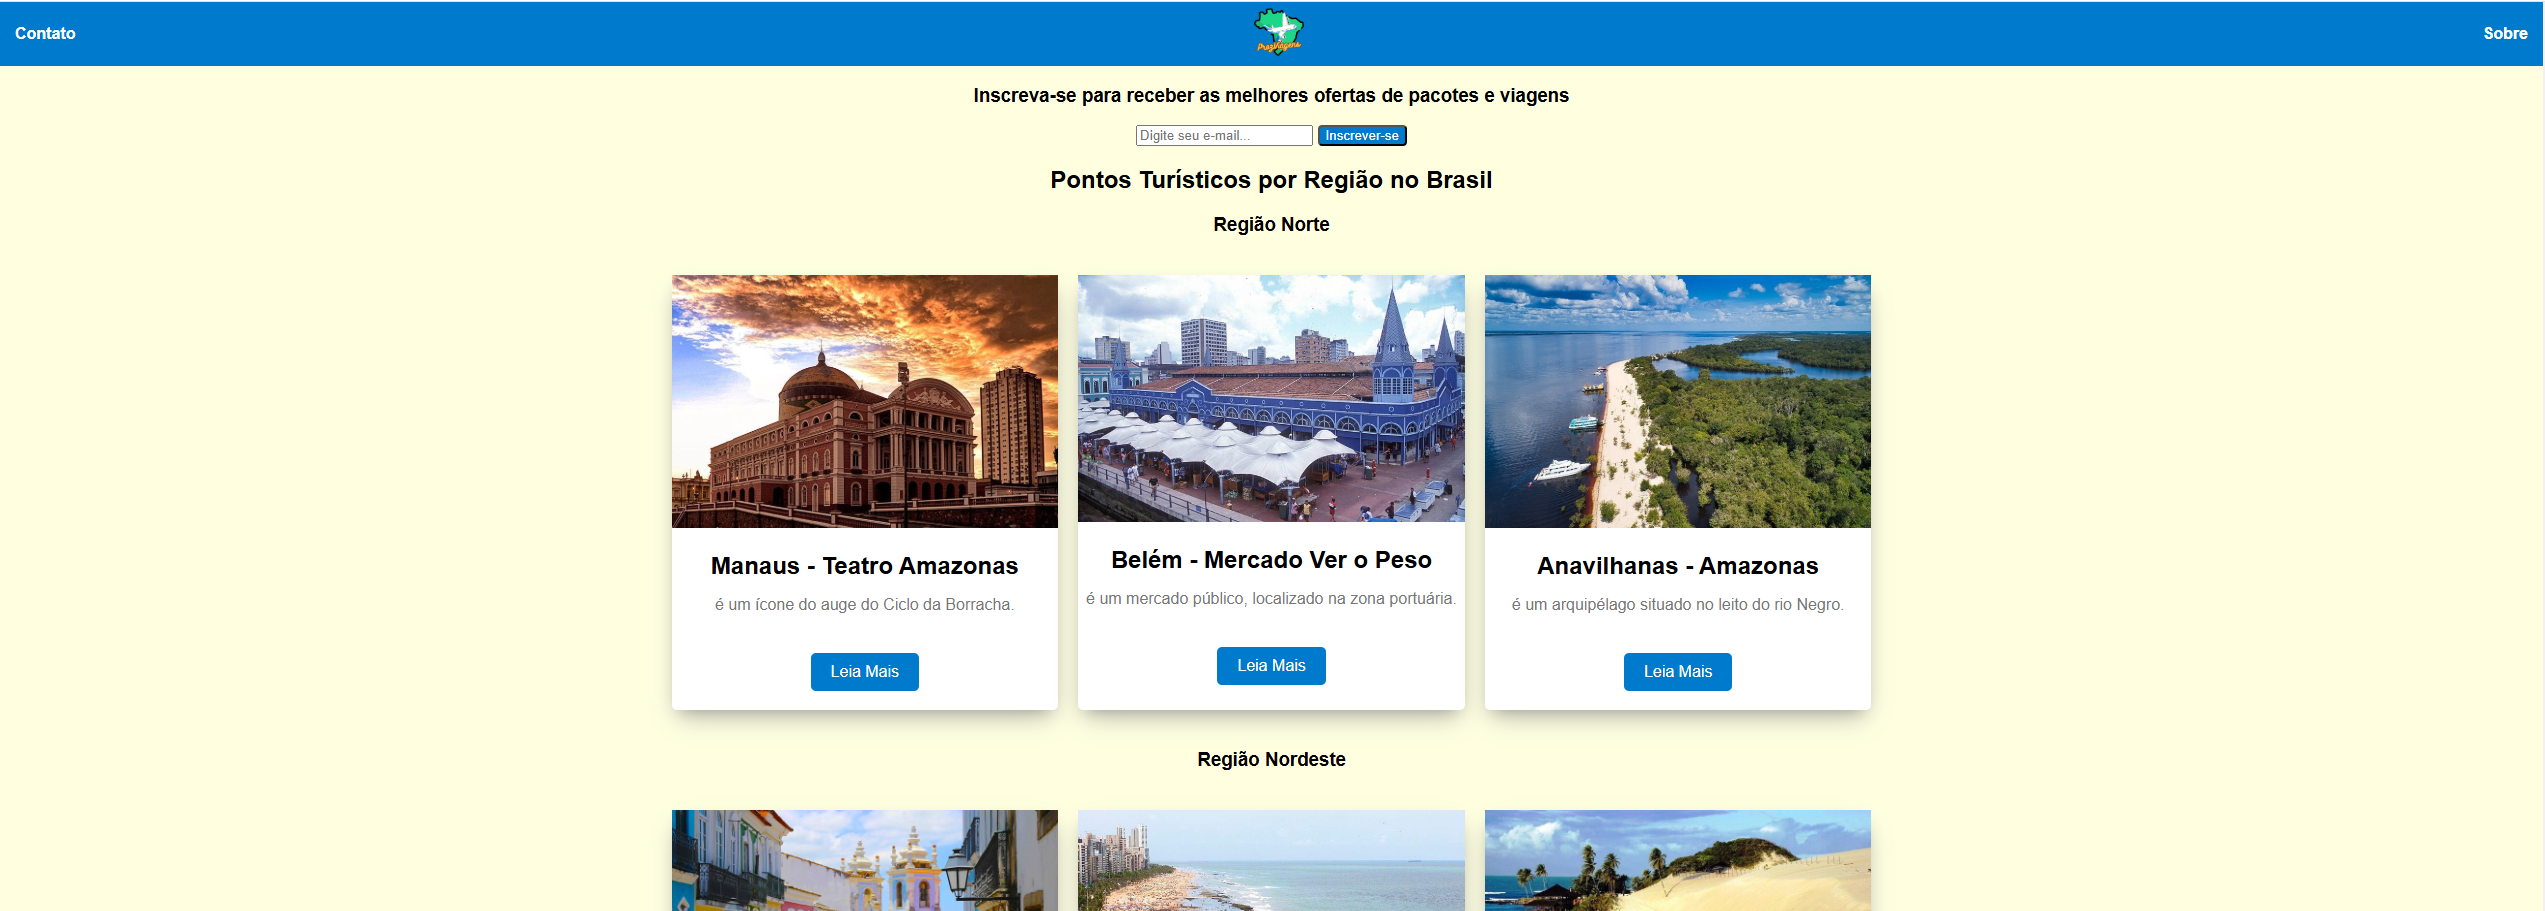 Contato
Sobre
Inscreva-se para receber as melhores ofertas de pacotes e viagens
Digite seu e-mail...
Inscrever-se
Pontos Turísticos por Região no Brasil
Região Norte
Manaus - Teatro Amazonas
é um ícone do auge do Ciclo da Borracha.
Leia Mais
Belém - Mercado Ver o Peso
é um mercado público, localizado na zona portuária.
Leia Mais
Anavilhanas - Amazonas
é um arquipélago situado no leito do rio Negro.
Leia Mais
Região Nordeste